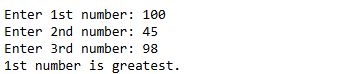 Enter 1st number: 100
Enter 2nd number: 45
Enter 3rd number: 98
1st number is greatest.